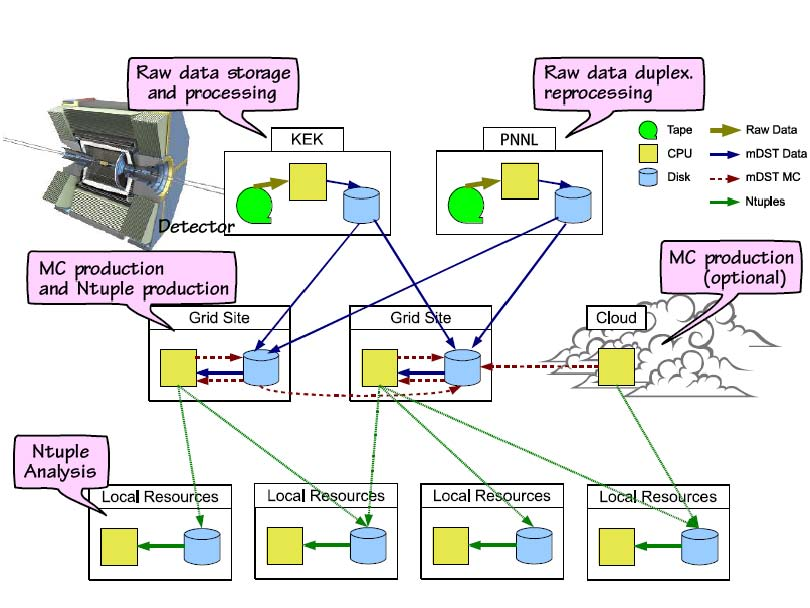 Raw data storage
and processing
Raw data duplex.
reprocessing
KEK
PNNL
Tape
Raw Data
CPU
mDST Data
Disk
mDST MC
Ntuples
Detector
MC production
and Ntuple production
MC production
(optional)
Grid Site
Grid Site
Cloud
Ntuple
Analysis
Local Resources
Local Resources
Local Resources
Local Resources